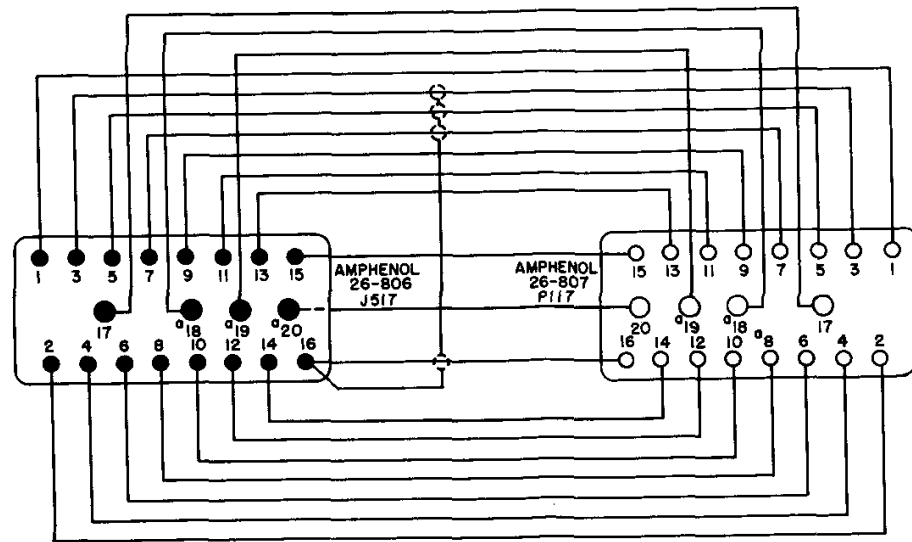 1 3 5 7 9 11 13 15
AMPHENOL
26-806
J517
AMPHENOL
26-807
P117
15 13 11 9 7 5 3 1
17 a18 a19 a20
20 a19 a18 17
2 4 6 8 10 12 14 16
16 14 12 10 a8 6 4 2